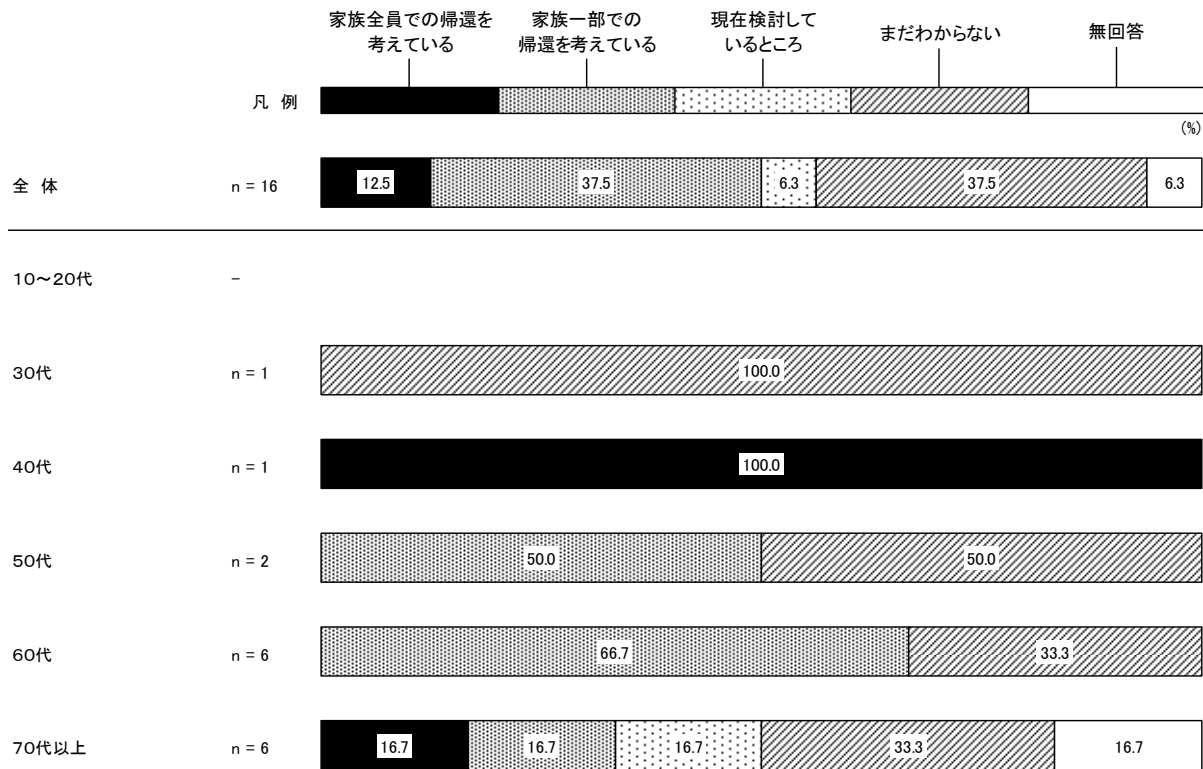 家族全員での帰還を
考えている
家族一部での
帰還を考えている
現在検討して
いるところ
まだわからない
無回答
凡 例
(%)
全 体 n = 16 12.5 37.5 6.3 37.5 6.3
10～20代 -
30代 n = 1 100.0
40代 n = 1 100.0
50代 n = 2 50.0 50.0
60代 n = 6 66.7 33.3
70代以上 n = 6 16.7 16.7 16.7 33.3 16.7